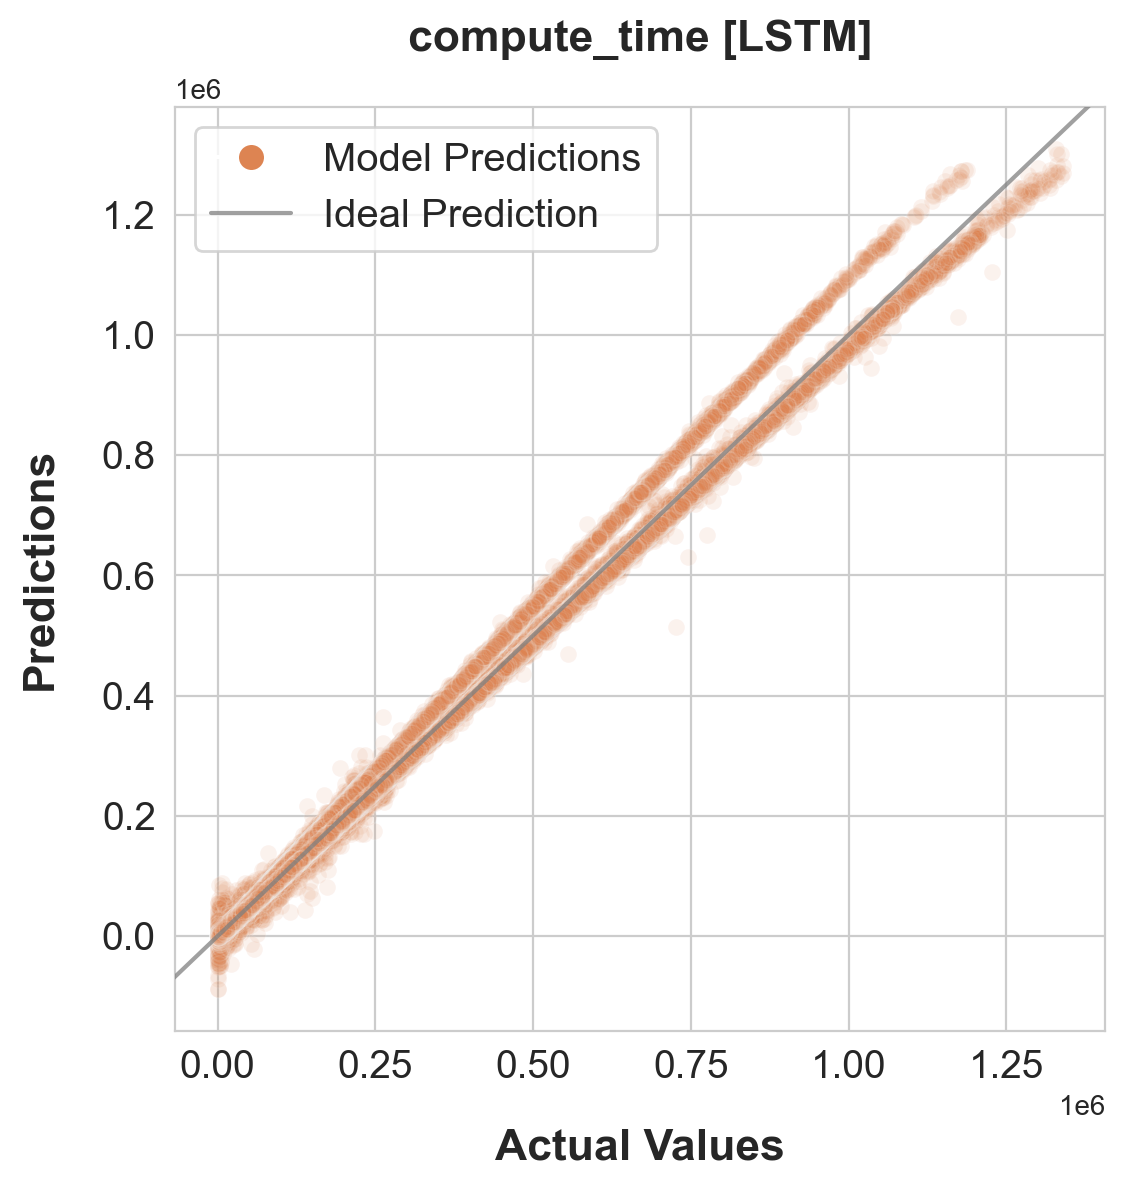 compute_time [LSTM]
1e6
Model Predictions
Ideal Prediction
1.2
1.0
0.8
0.6
0.4
0.2
0.0
Predictions
0.00 0.25 0.50 0.75 1.00 1.25
1e6
Actual Values